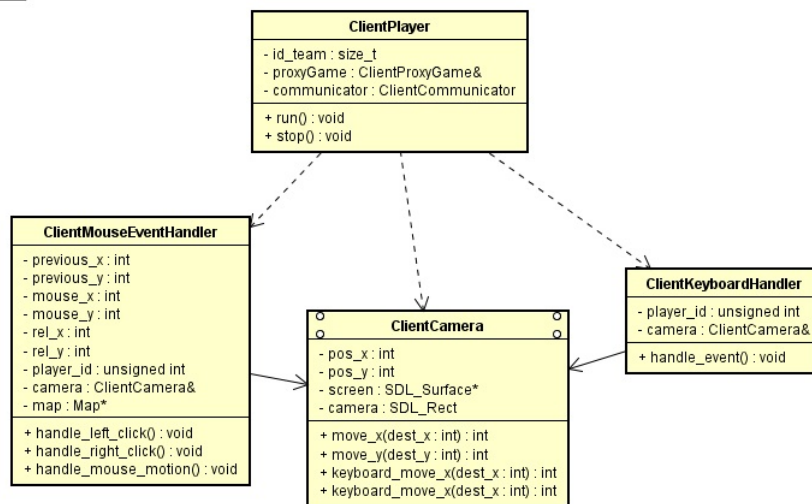 ClientPlayer
- id_team : size_t
- proxyGame : ClientProxyGame&
- communicator : ClientCommunicator
+ run() : void
+ stop() : void
ClientMouseEventHandler
- previous_x : int
- previous_y : int
- mouse_x : int
- mouse_y : int
- rel_x : int
- rel_y : int
- player_id : unsigned int
- camera : ClientCamera&
- map : Map*
+ handle_left_click() : void
+ handle_right_click() : void
+ handle_mouse_motion() : void
ClientCamera
- pos_x : int
- pos_y : int
- screen : SDL_Surface*
- camera : SDL_Rect
+ move_x(dest_x : int) : int
+ move_y(dest_y : int) : int
+ keyboard_move_x(dest_x : int) : int
+ keyboard_move_x(dest_x : int) : int
ClientKeyboardHandler
- player_id : unsigned int
- camera : ClientCamera&
+ handle_event() : void